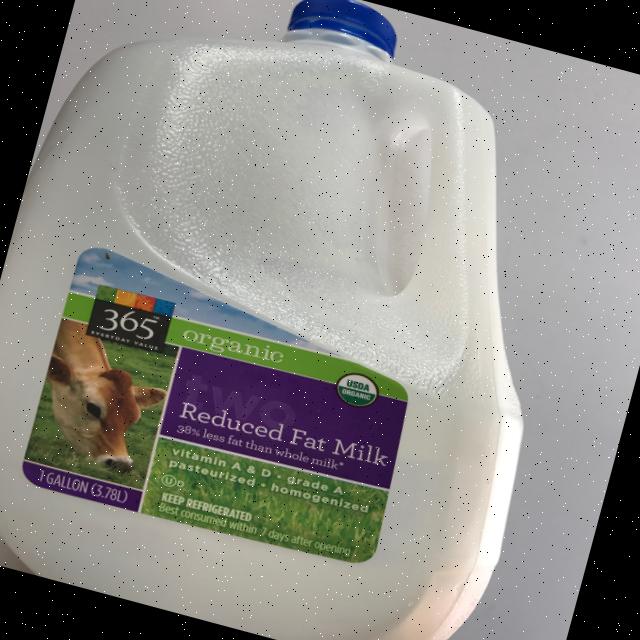 365
EVERYDAY VALUE
organic
USDA
ORGANIC
two
Reduced Fat Milk
38% less fat than whole milk*
vitamin A & D • grade A
pasteurized • homogenized
KEEP REFRIGERATED
Best consumed within 7 days after opening
1 GALLON (3.78L)